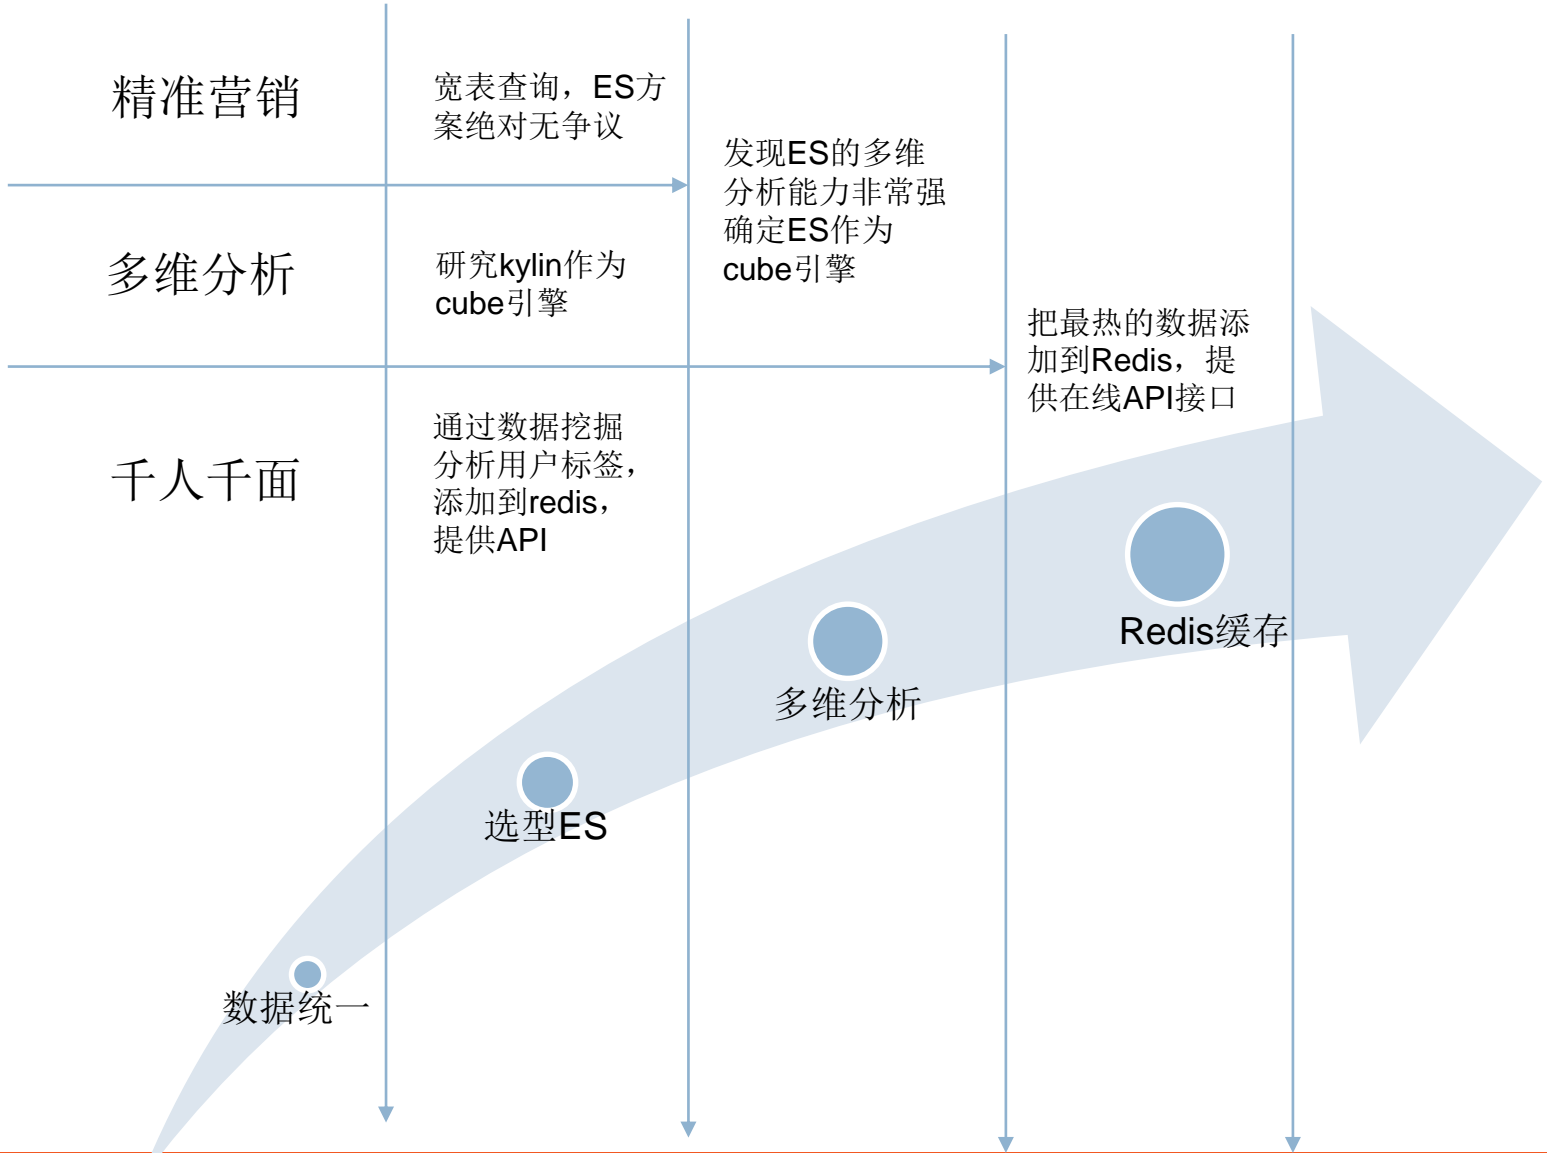 精准营销
宽表查询，ES方
案绝对无争议
发现ES的多维
分析能力非常强
确定ES作为
cube引擎
多维分析
研究kylin作为
cube引擎
把最热的数据添
加到Redis，提
供在线API接口
千人千面
通过数据挖掘
分析用户标签，
添加到redis，
提供API
Redis缓存
多维分析
选型ES
数据统一